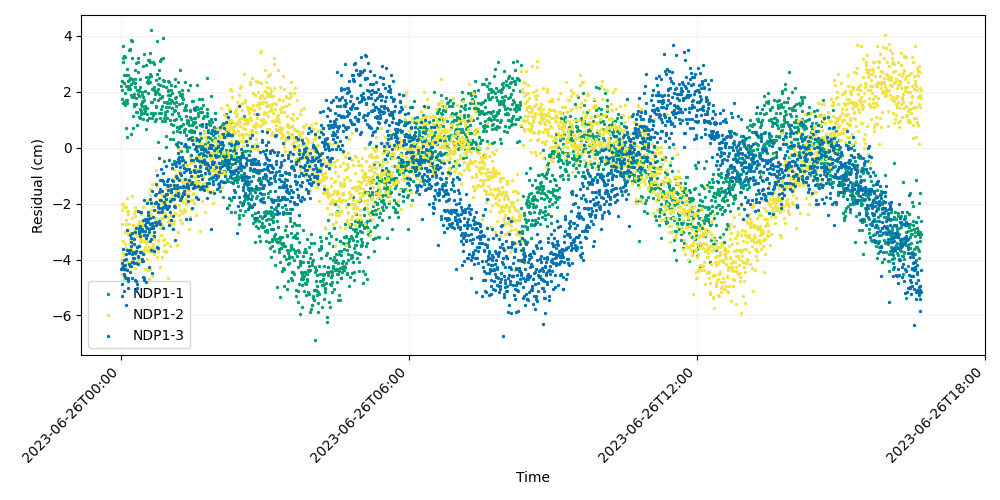 4
2
0
−2
−4
−6
Residual (cm)
NDP1-1
NDP1-2
NDP1-3
2023-06-26T00:00
2023-06-26T06:00
2023-06-26T12:00
2023-06-26T18:00
Time